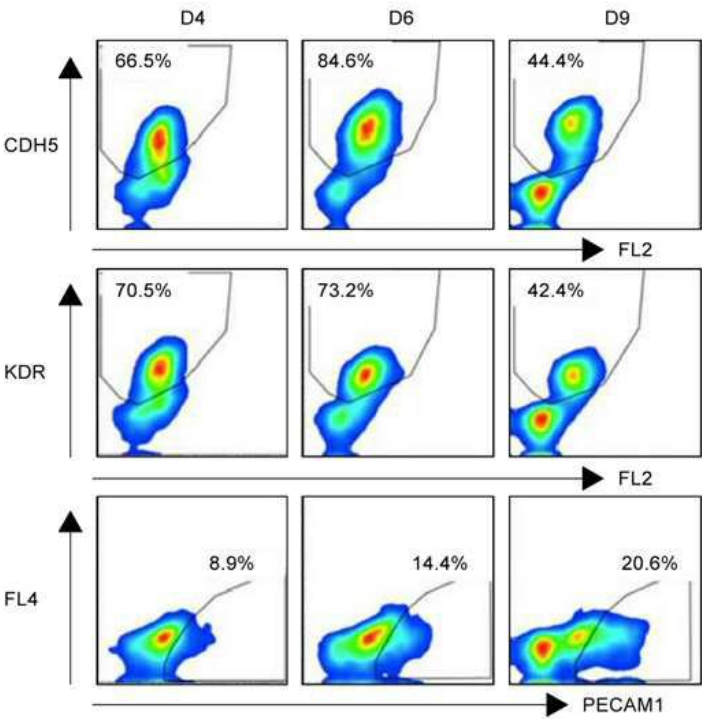 D4 D6 D9
66.5% 84.6% 44.4%
CDH5
FL2
70.5% 73.2% 42.4%
KDR
FL2
8.9% 14.4% 20.6%
FL4
PECAM1